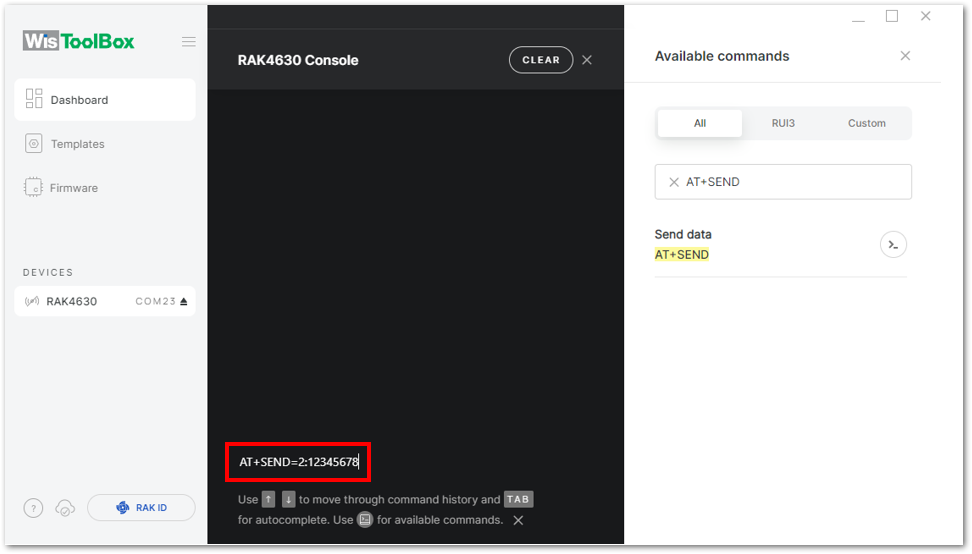 WisToolBox
Dashboard
Templates
Firmware
DEVICES
RAK4630 COM23
? RAK ID
RAK4630 Console
CLEAR
AT+SEND=2:12345678
Use ↑ ↓ to move through command history and TAB
for autocomplete. Use for available commands.
Available commands
All RUI3 Custom
AT+SEND
Send data
AT+SEND